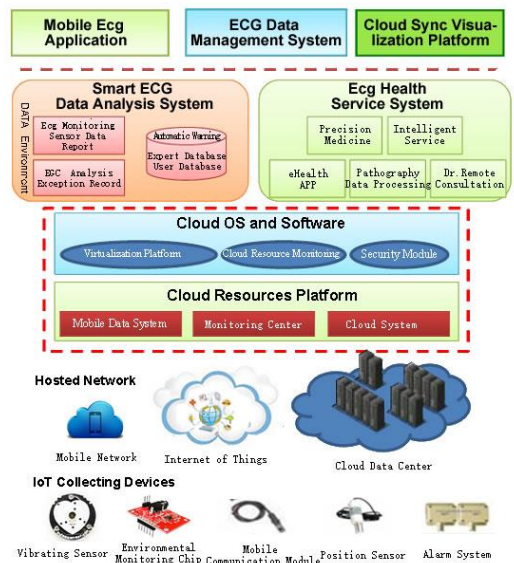 Mobile Ecg
Application
ECG Data
Management System
Cloud Sync Visua-
lization Platform
Smart ECG
Data Analysis System
DATA Environment
Ecg Monitoring
Sensor Data
Report
EGC Analysis
Exception Record
Automatic Warning
Expert Database
User Database
Ecg Health
Service System
Precision
Medicine
Intelligent
Service
eHealth
APP
Pathography
Data Processing
Dr.Remote
Consultation
Cloud OS and Software
Virtualization Platform
Cloud Resource Monitoring
Security Module
Cloud Resources Platform
Mobile Data System
Monitoring Center
Cloud System
Hosted Network
Mobile Network
Internet of Things
Cloud Data Center
IoT Collecting Devices
Vibrating Sensor
Environmental
Monitoring Chip
Mobile
Communication Module
Position Sensor
Alarm System